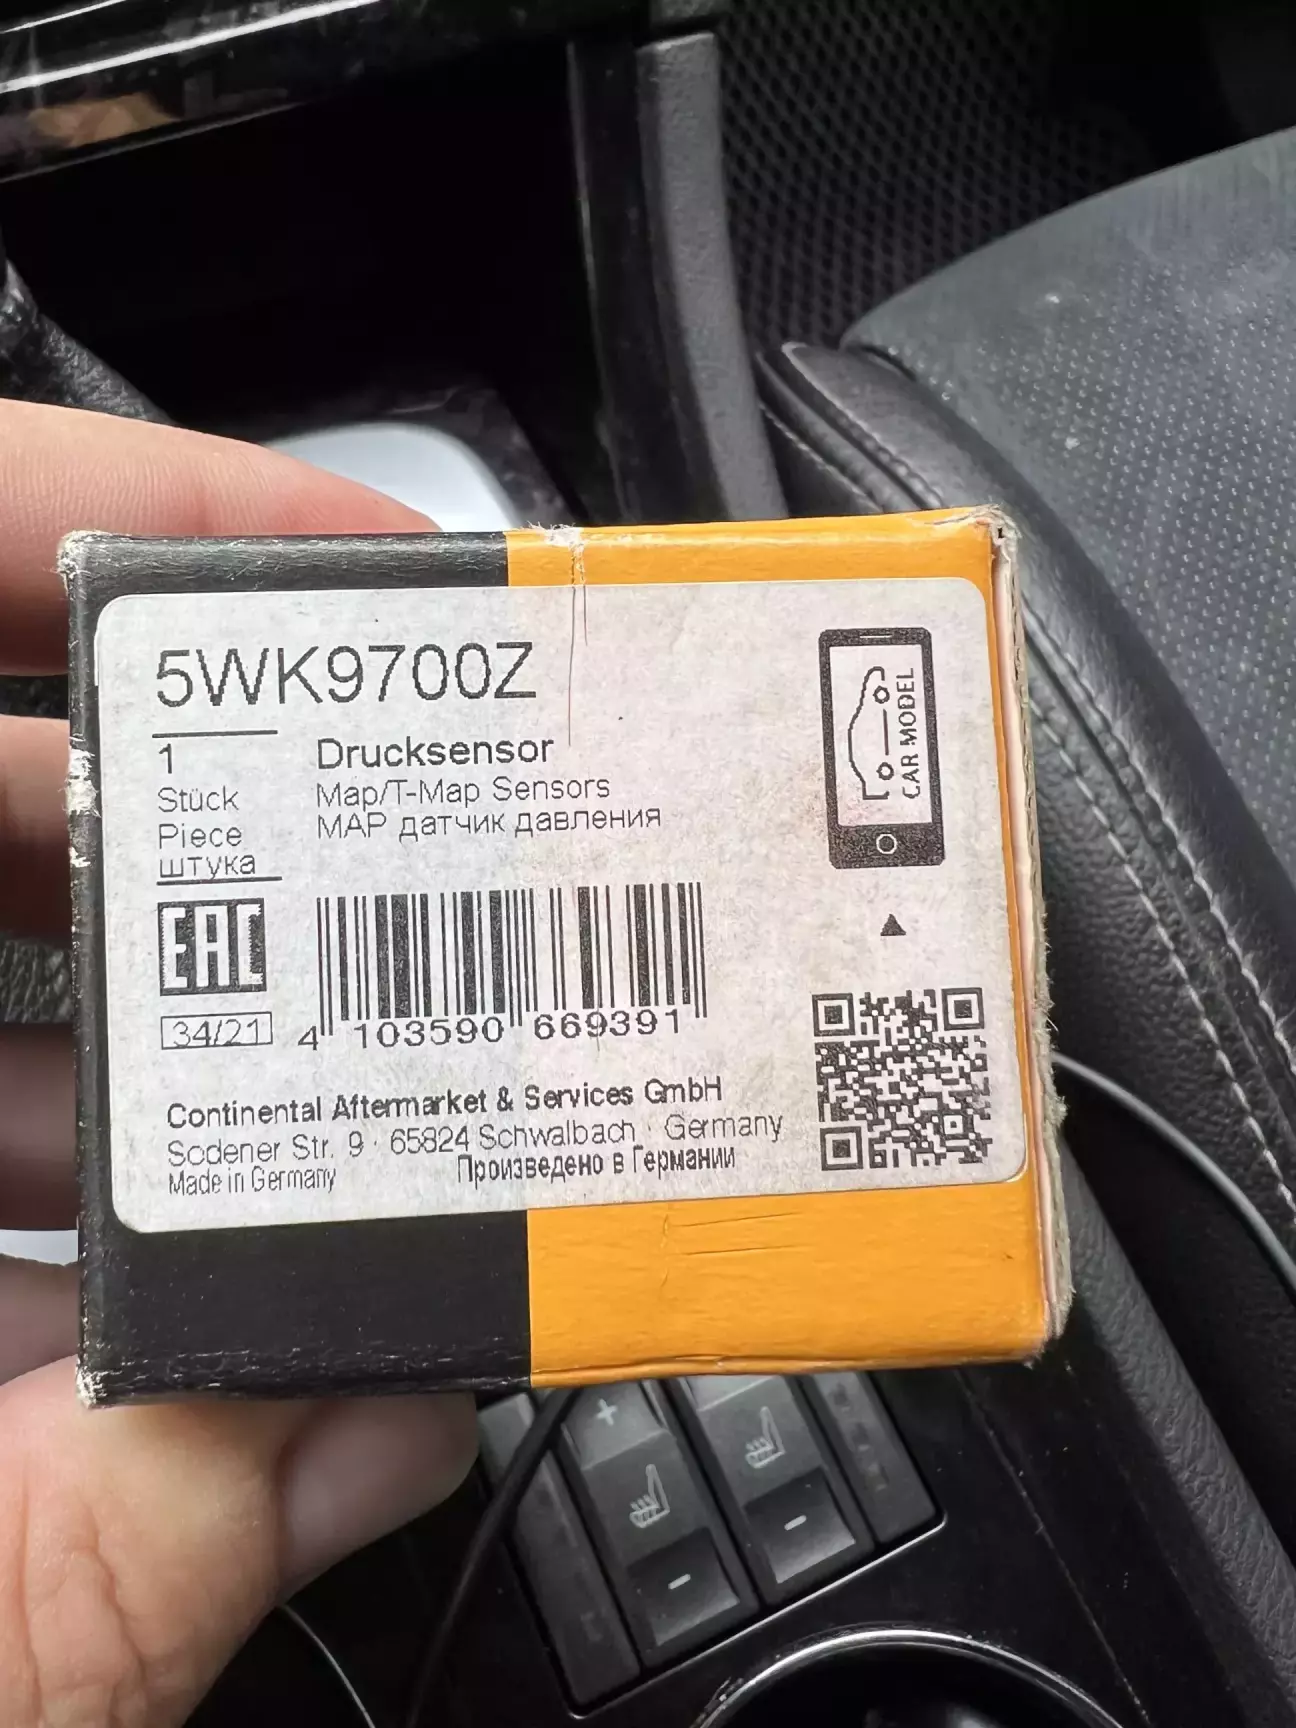 5WK9700Z
1
Stück
Piece
штука
Drucksensor
Map/T-Map Sensors
MAP датчик давления
CAR MODEL
EAC
34/21
4 103590 669391
Continental Aftermarket & Services GmbH
Sodener Str. 9 · 65824 Schwalbach · Germany
Made in Germany
Произведено в Германии
+
-
-